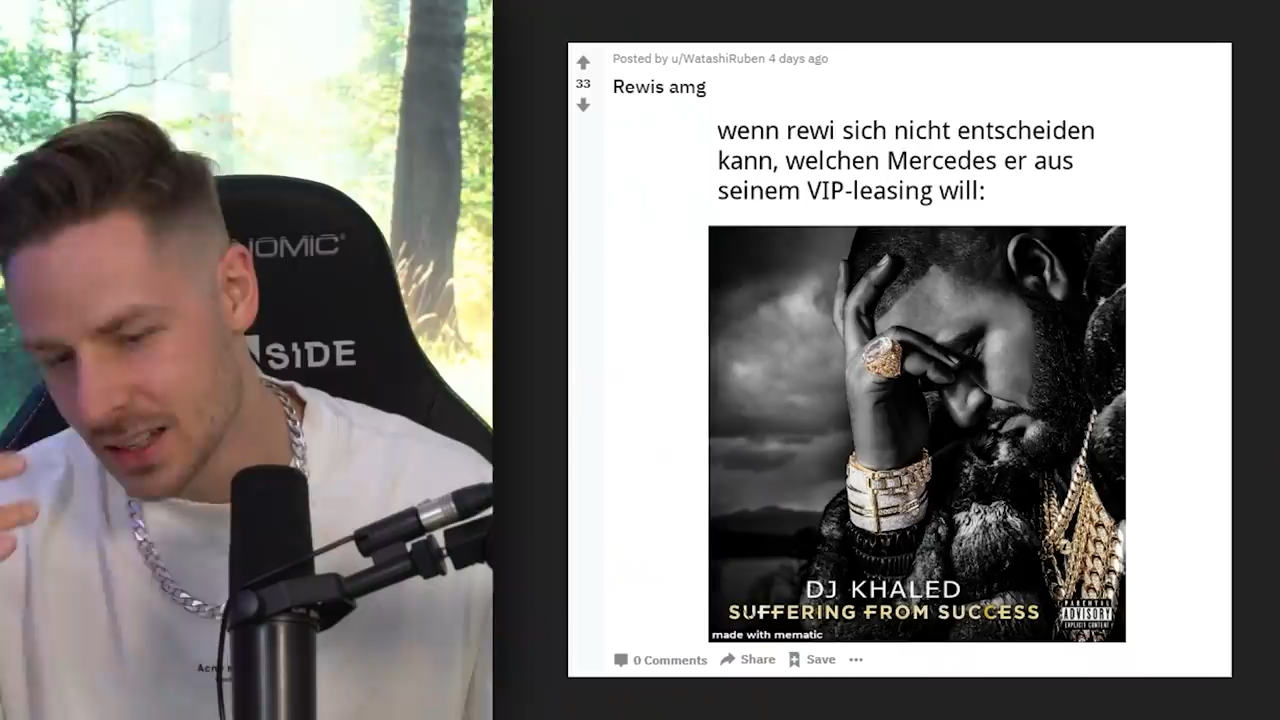 NOMIC
SIDE
Posted by u/WatashiRuben 4 days ago
33
Rewis amg
wenn rewi sich nicht entscheiden
kann, welchen Mercedes er aus
seinem VIP-leasing will:
DJ KHALED
SUFFERING FROM SUCCESS
PARENTAL
ADVISORY
EXPLICIT CONTENT
made with mematic
0 Comments
Share
Save